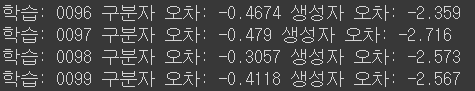 학습: 0096 구분자 오차: -0.4674 생성자 오차: -2.359
학습: 0097 구분자 오차: -0.479 생성자 오차: -2.716
학습: 0098 구분자 오차: -0.3057 생성자 오차: -2.573
학습: 0099 구분자 오차: -0.4118 생성자 오차: -2.567